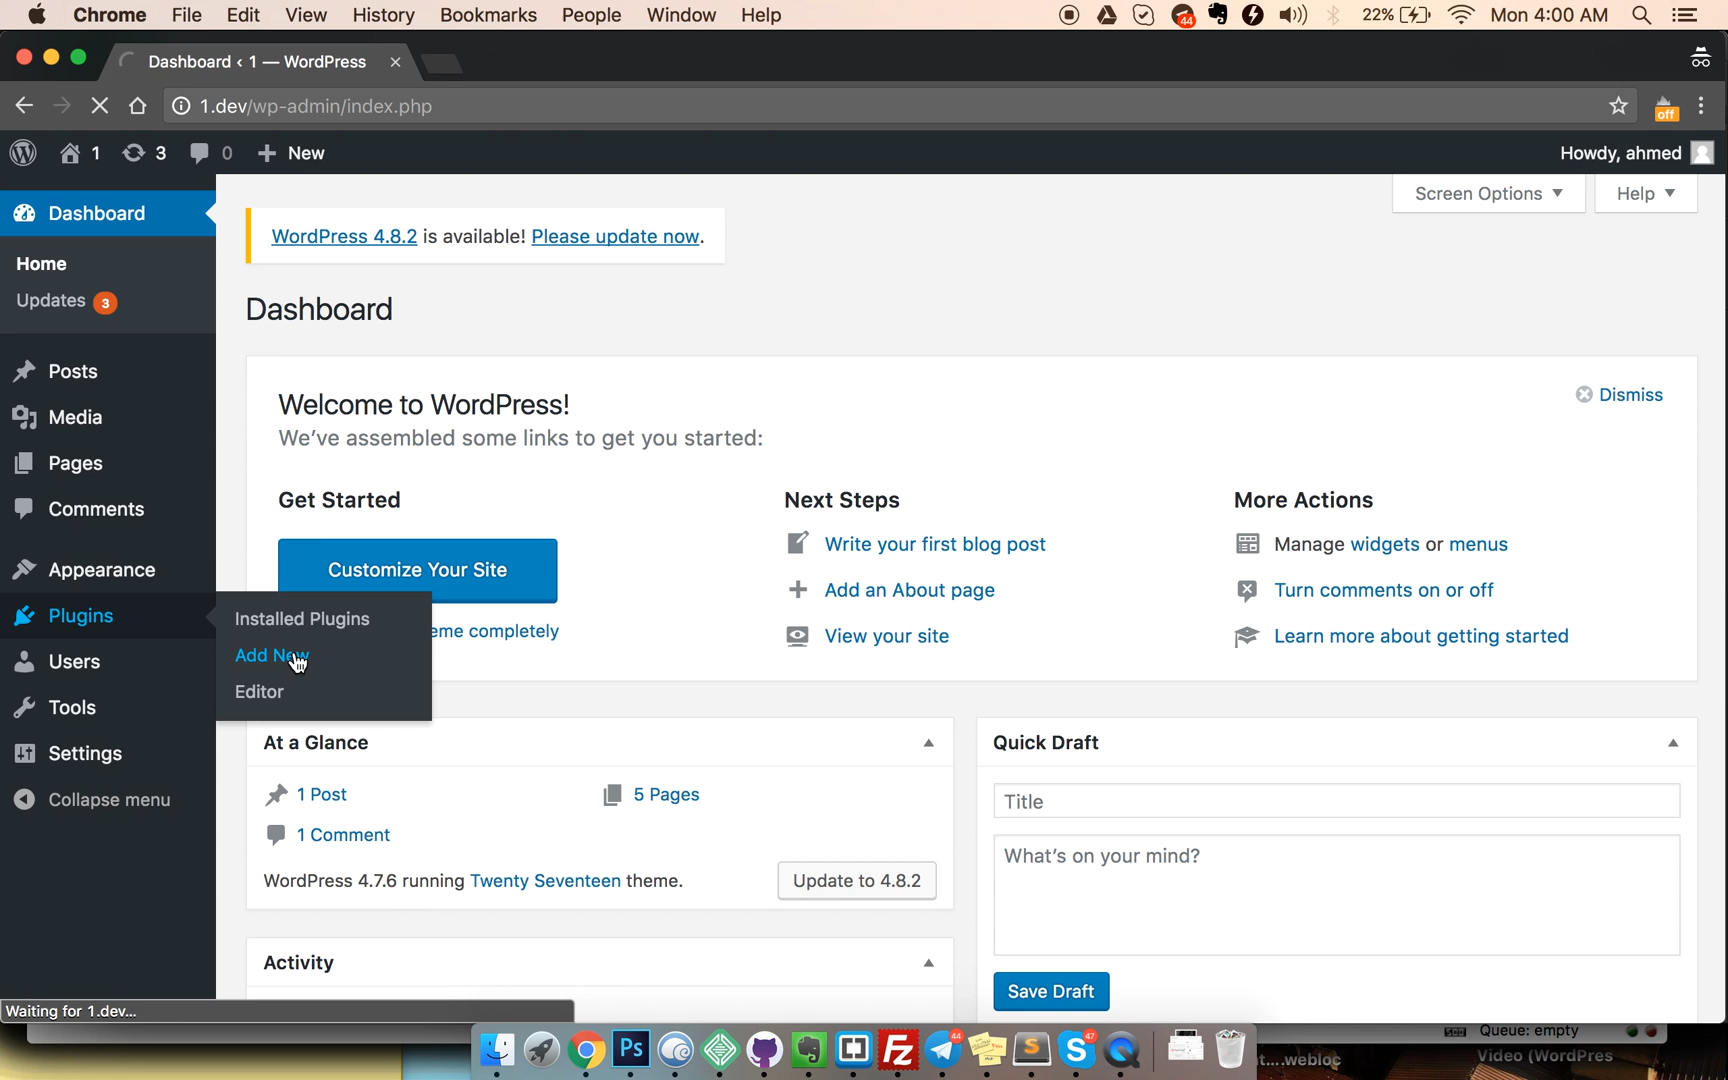 Chrome File Edit View History Bookmarks People Window Help 44 22% Mon 4:00 AM
Dashboard ‹ 1 — WordPress
1.dev/wp-admin/index.php off
1 3 0 New Howdy, ahmed
Dashboard
Home
Updates 3
Posts
Media
Pages
Comments
Appearance
Plugins
Users
Tools
Settings
Collapse menu
Installed Plugins
Add New
Editor
Screen Options Help
WordPress 4.8.2 is available! Please update now.
Dashboard
Welcome to WordPress!
We've assembled some links to get you started:
Dismiss
Get Started
Customize Your Site
eme completely
Next Steps
Write your first blog post
Add an About page
View your site
More Actions
Manage widgets or menus
Turn comments on or off
Learn more about getting started
At a Glance
1 Post 5 Pages
1 Comment
WordPress 4.7.6 running Twenty Seventeen theme. Update to 4.8.2
Activity
Quick Draft
Title
What's on your mind?
Save Draft
Waiting for 1.dev...
Queue: empty
Ps Fz 44 S 47
t....webloc
Video (WordPres